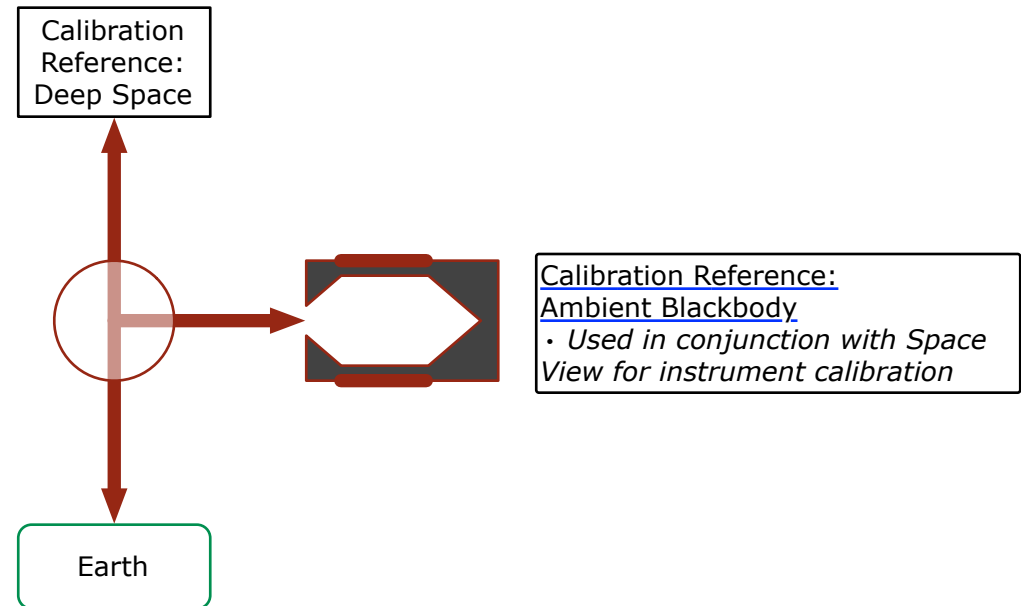 Calibration
Reference:
Deep Space
Calibration Reference:
Ambient Blackbody
• Used in conjunction with Space
View for instrument calibration
Earth